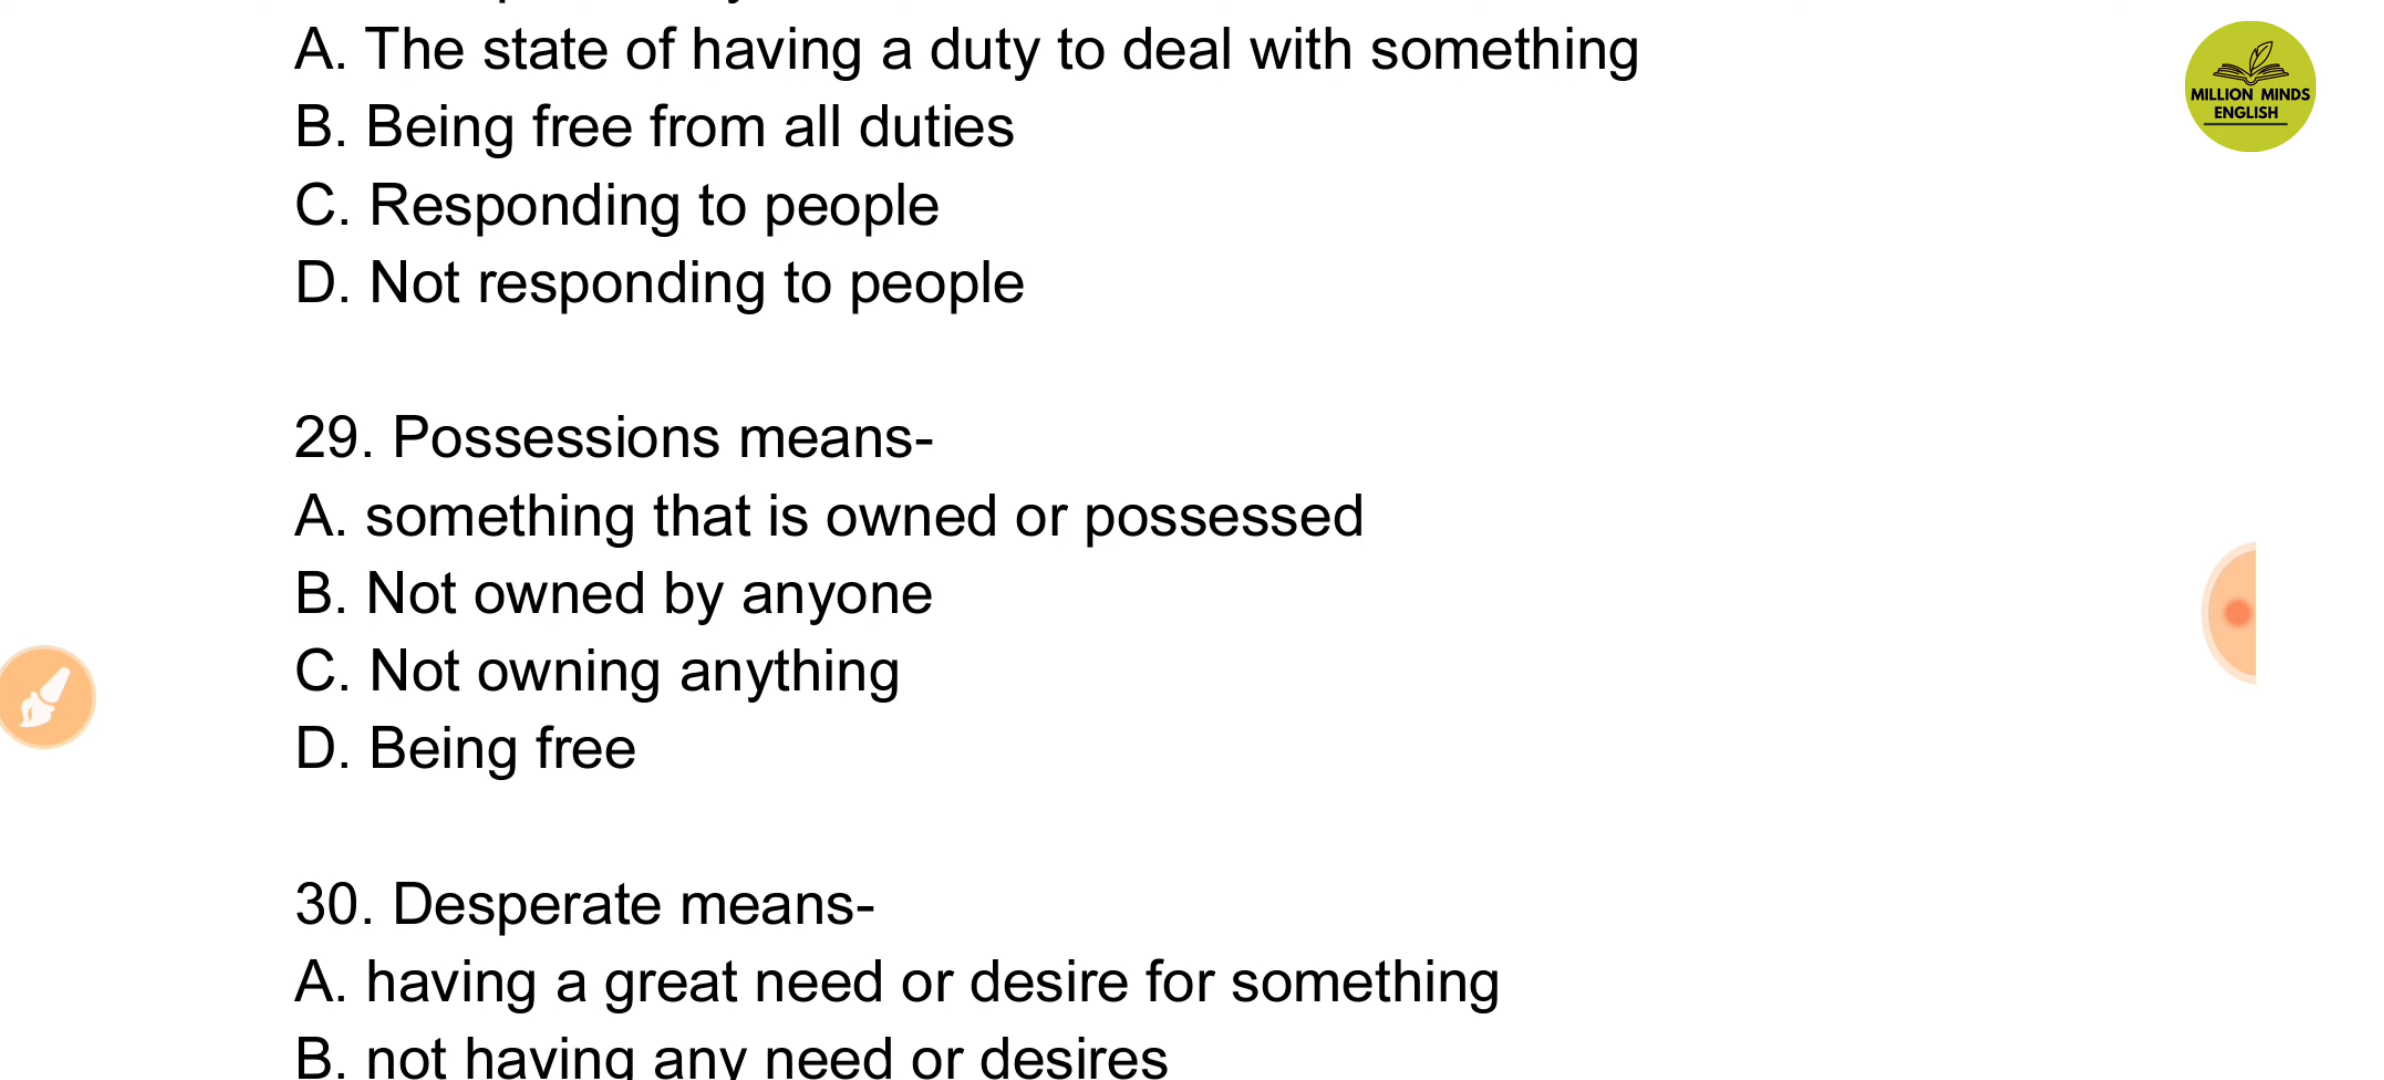 A. The state of having a duty to deal with something
B. Being free from all duties
C. Responding to people
D. Not responding to people
29. Possessions means-
A. something that is owned or possessed
B. Not owned by anyone
C. Not owning anything
D. Being free
30. Desperate means-
A. having a great need or desire for something
B. not having any need or desires
MILLION MINDS
ENGLISH